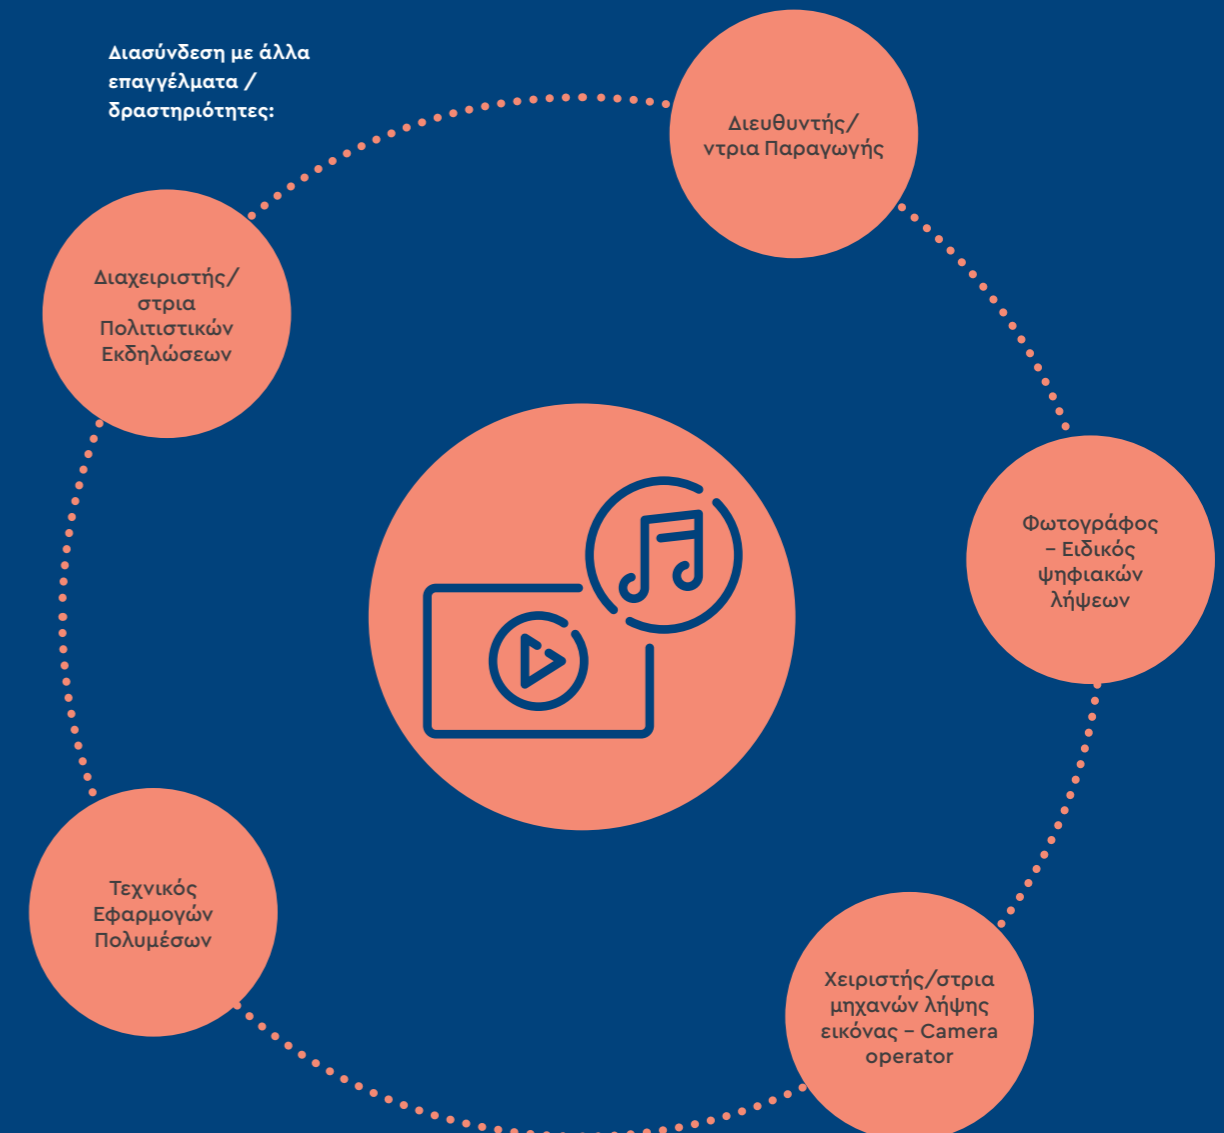 Διασύνδεση με άλλα
επαγγέλματα /
δραστηριότητες:
Διευθυντής/
ντρια Παραγωγής
Διαχειριστής/
στρια
Πολιτιστικών
Εκδηλώσεων
Φωτογράφος
– Ειδικός
ψηφιακών
λήψεων
Τεχνικός
Εφαρμογών
Πολυμέσων
Χειριστής/στρια
μηχανών λήψης
εικόνας – Camera
operator